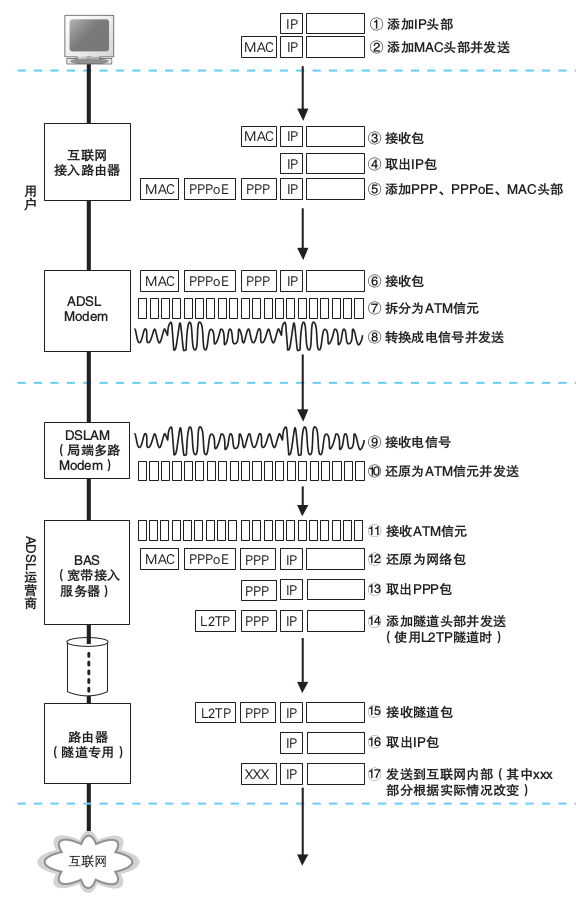 IP ① 添加IP头部
MAC IP ② 添加MAC头部并发送
用户
互联网
接入路由器
MAC IP ③ 接收包
IP ④ 取出IP包
MAC PPPoE PPP IP ⑤ 添加PPP、PPPoE、MAC头部
ADSL
Modem
MAC PPPoE PPP IP ⑥ 接收包
⑦ 拆分为ATM信元
⑧ 转换成电信号并发送
DSLAM
（局端多路
Modem）
⑨ 接收电信号
⑩ 还原为ATM信元并发送
ADSL运营商
BAS
（宽带接入
服务器）
⑪ 接收ATM信元
MAC PPPoE PPP IP ⑫ 还原为网络包
PPP IP ⑬ 取出PPP包
L2TP PPP IP ⑭ 添加隧道头部并发送
（使用L2TP隧道时）
路由器
（隧道专用）
L2TP PPP IP ⑮ 接收隧道包
IP ⑯ 取出IP包
XXX IP ⑰ 发送到互联网内部（其中xxx
部分根据实际情况改变）
互联网